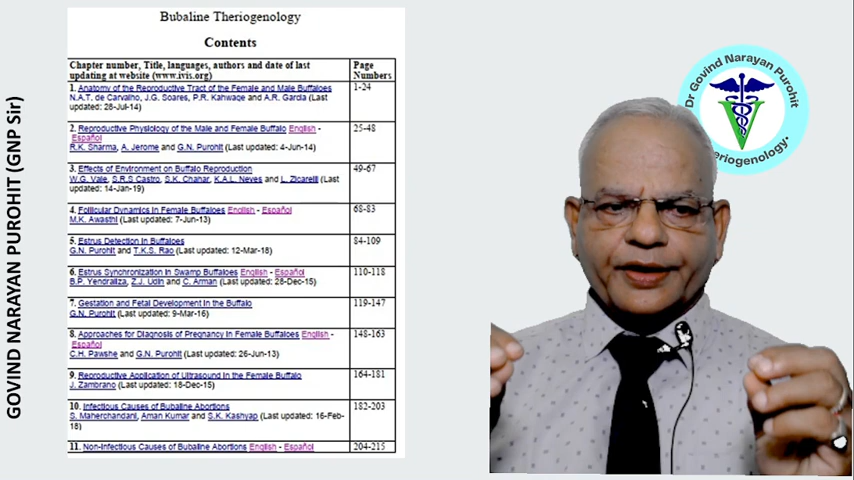 GOVIND NARAYAN PUROHIT (GNP Sir)
Bubaline Theriogenology
Contents
Chapter number, Title, languages, authors and date of last
updating at website (www.ivis.org)
Page
Numbers
1. Anatomy of the Reproductive Tract of the Female and Male Buffaloes
N.A.T. de Carvalho, J.G. Soares, P.R. Kahwage and A.R. Garcia (Last
updated: 28-Jul-14)
1-24
2. Reproductive Physiology of the Male and Female Buffalo English -
Español
R.K. Sharma, A. Jerome and G.N. Purohit (Last updated: 4-Jun-14)
25-48
3. Effects of Environment on Buffalo Reproduction
W.G. Vale, S.R.S Castro, S.K. Chahar, K.A.L. Neves and L. Zicarelli (Last
updated: 14-Jan-19)
49-67
4. Follicular Dynamics in Female Buffaloes English - Español
M.K. Awasthi (Last updated: 7-Jun-13)
68-83
5. Estrus Detection in Buffaloes
G.N. Purohit and T.K.S. Rao (Last updated: 12-Mar-18)
84-109
6. Estrus Synchronization in Swamp Buffaloes English - Español
B.P. Yendraliza, Z.J. Udin and C. Arman (Last updated: 28-Dec-15)
110-118
7. Gestation and Fetal Development in the Buffalo
G.N. Purohit (Last updated: 9-Mar-16)
119-147
8. Approaches for Diagnosis of Pregnancy in Female Buffaloes English -
Español
C.H. Pawshe and G.N. Purohit (Last updated: 26-Jun-13)
148-163
9. Reproductive Application of Ultrasound in the Female Buffalo
J. Zambrano (Last updated: 18-Dec-15)
164-181
10. Infectious Causes of Bubaline Abortions
S. Maherchandani, Aman Kumar and S.K. Kashyap (Last updated: 16-Feb-
18)
182-203
11. Non-Infectious Causes of Bubaline Abortions English - Español
204-215
Dr Govind Narayan Purohit
V